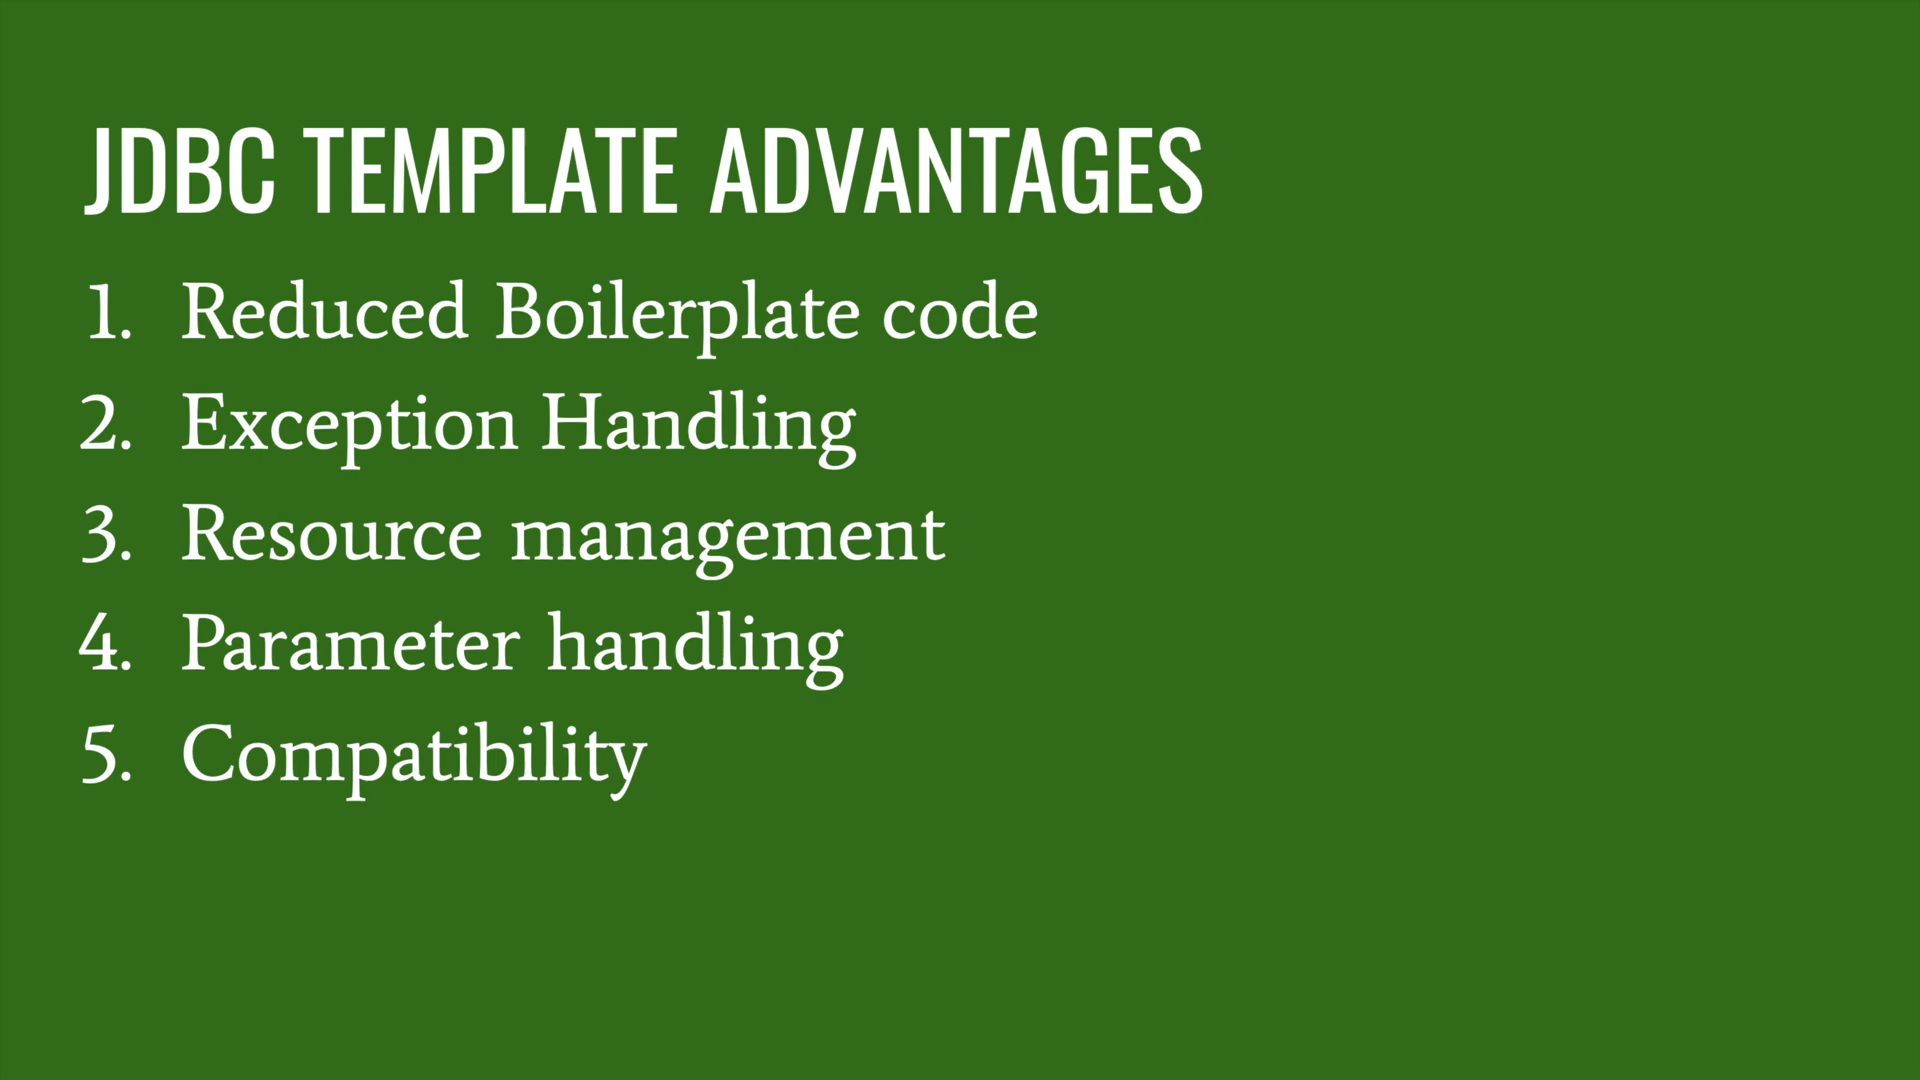 JDBC TEMPLATE ADVANTAGES
1. Reduced Boilerplate code
2. Exception Handling
3. Resource management
4. Parameter handling
5. Compatibility